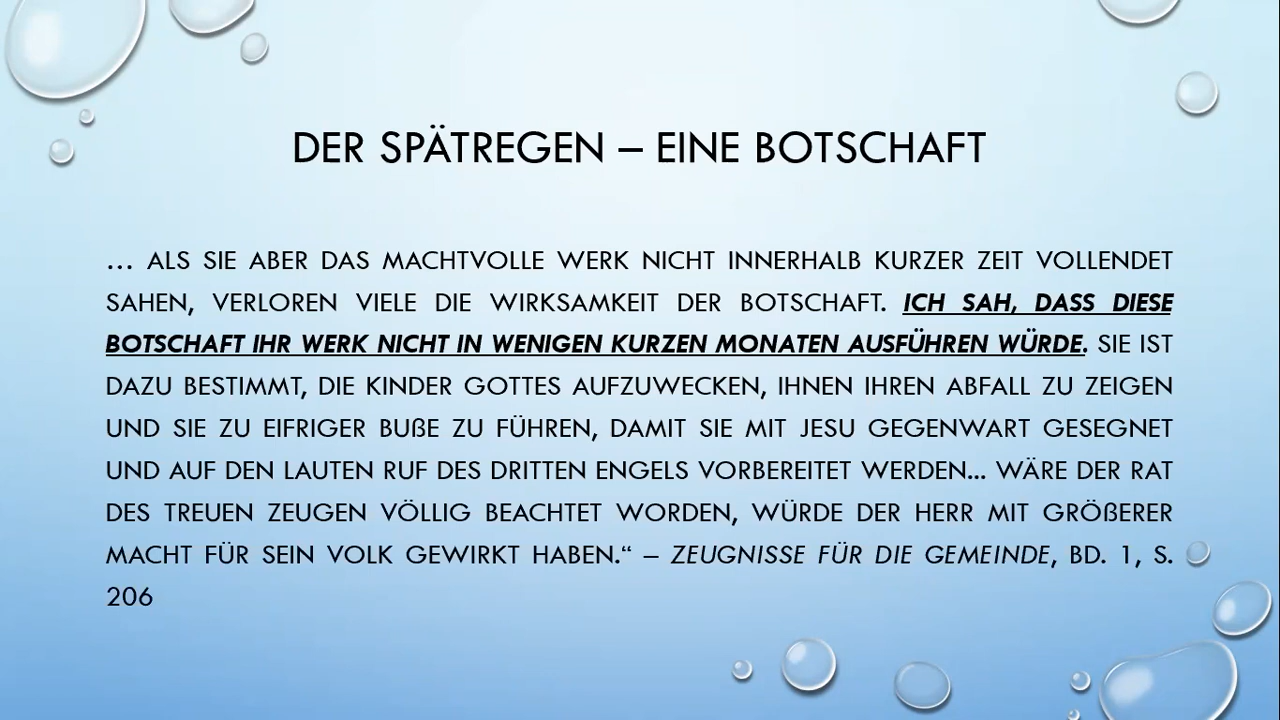 DER SPÄTREGEN – EINE BOTSCHAFT
… ALS SIE ABER DAS MACHTVOLLE WERK NICHT INNERHALB KURZER ZEIT VOLLENDET
SAHEN, VERLOREN VIELE DIE WIRKSAMKEIT DER BOTSCHAFT. ICH SAH, DASS DIESE
BOTSCHAFT IHR WERK NICHT IN WENIGEN KURZEN MONATEN AUSFÜHREN WÜRDE. SIE IST
DAZU BESTIMMT, DIE KINDER GOTTES AUFZUWECKEN, IHNEN IHREN ABFALL ZU ZEIGEN
UND SIE ZU EIFRIGER BUßE ZU FÜHREN, DAMIT SIE MIT JESU GEGENWART GESEGNET
UND AUF DEN LAUTEN RUF DES DRITTEN ENGELS VORBEREITET WERDEN... WÄRE DER RAT
DES TREUEN ZEUGEN VÖLLIG BEACHTET WORDEN, WÜRDE DER HERR MIT GRÖßERER
MACHT FÜR SEIN VOLK GEWIRKT HABEN.“ – ZEUGNISSE FÜR DIE GEMEINDE, BD. 1, S.
206